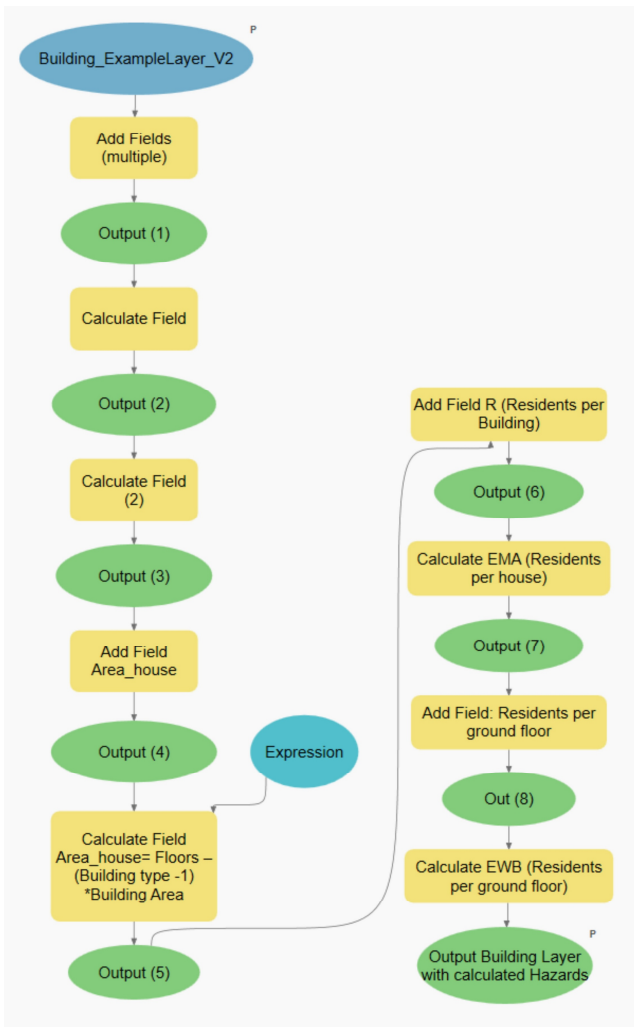 P
Building_ExampleLayer_V2
Add Fields
(multiple)
Output (1)
Calculate Field
Output (2)
Calculate Field
(2)
Output (3)
Add Field
Area_house
Output (4)
Expression
Calculate Field
Area_house= Floors –
(Building type -1)
*Building Area
Output (5)
Add Field R (Residents per
Building)
Output (6)
Calculate EMA (Residents
per house)
Output (7)
Add Field: Residents per
ground floor
Out (8)
Calculate EWB (Residents
per ground floor)
P
Output Building Layer
with calculated Hazards